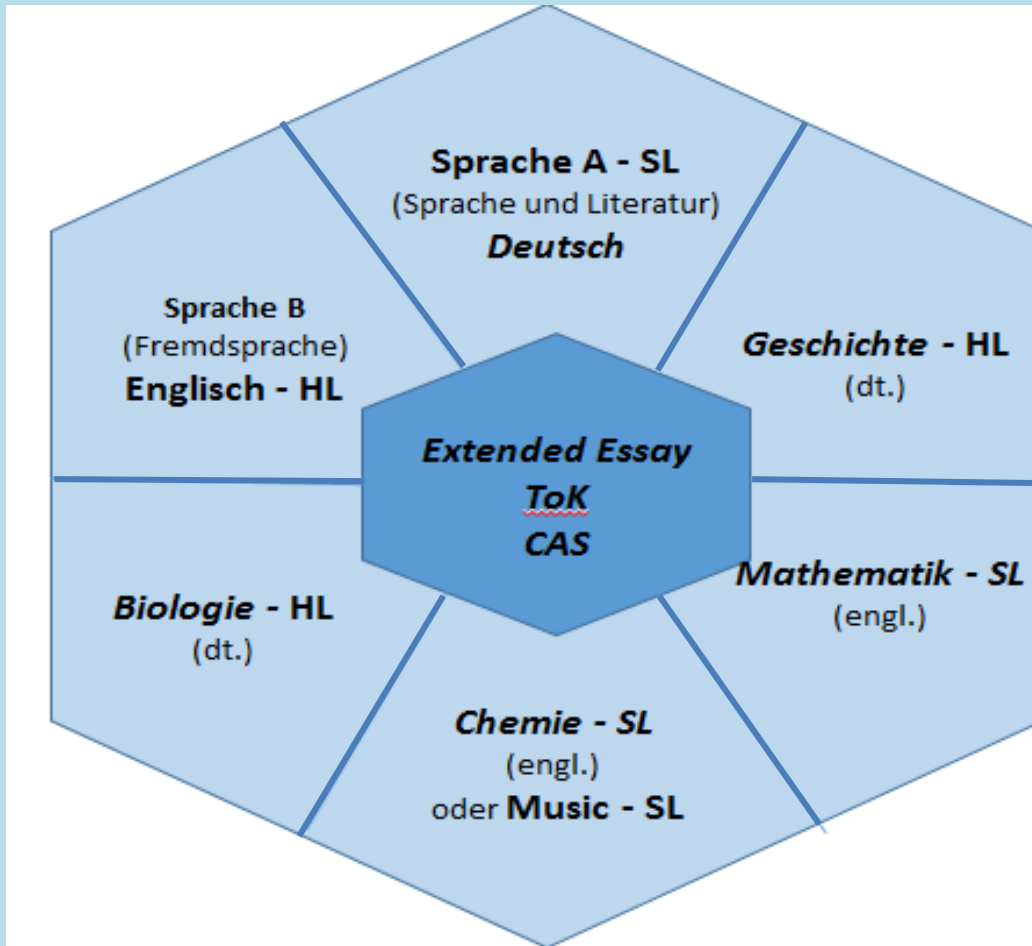 Sprache A - SL
(Sprache und Literatur)
Deutsch
Sprache B
(Fremdsprache)
Englisch - HL
Geschichte - HL
(dt.)
Extended Essay
ToK
CAS
Biologie - HL
(dt.)
Mathematik - SL
(engl.)
Chemie - SL
(engl.)
oder Music - SL